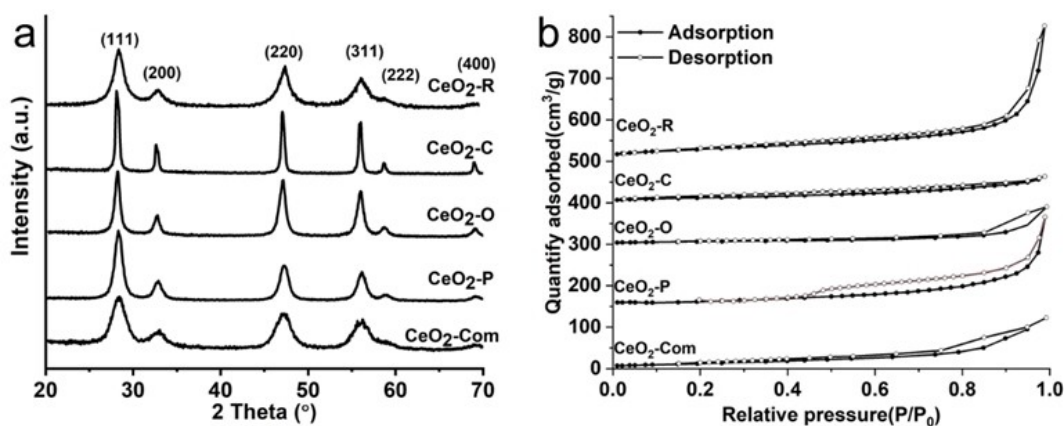 a
(111)
(200)
(220)
(311)
(222)
(400)
CeO2-R
CeO2-C
CeO2-O
CeO2-P
CeO2-Com
Intensity (a.u.)
20 30 40 50 60 70
2 Theta (°)
b
Adsorption
Desorption
800
700
600
500
400
300
200
100
0
CeO2-R
CeO2-C
CeO2-O
CeO2-P
CeO2-Com
Quantify adsorbed(cm³/g)
0.0 0.2 0.4 0.6 0.8 1.0
Relative pressure(P/P0)